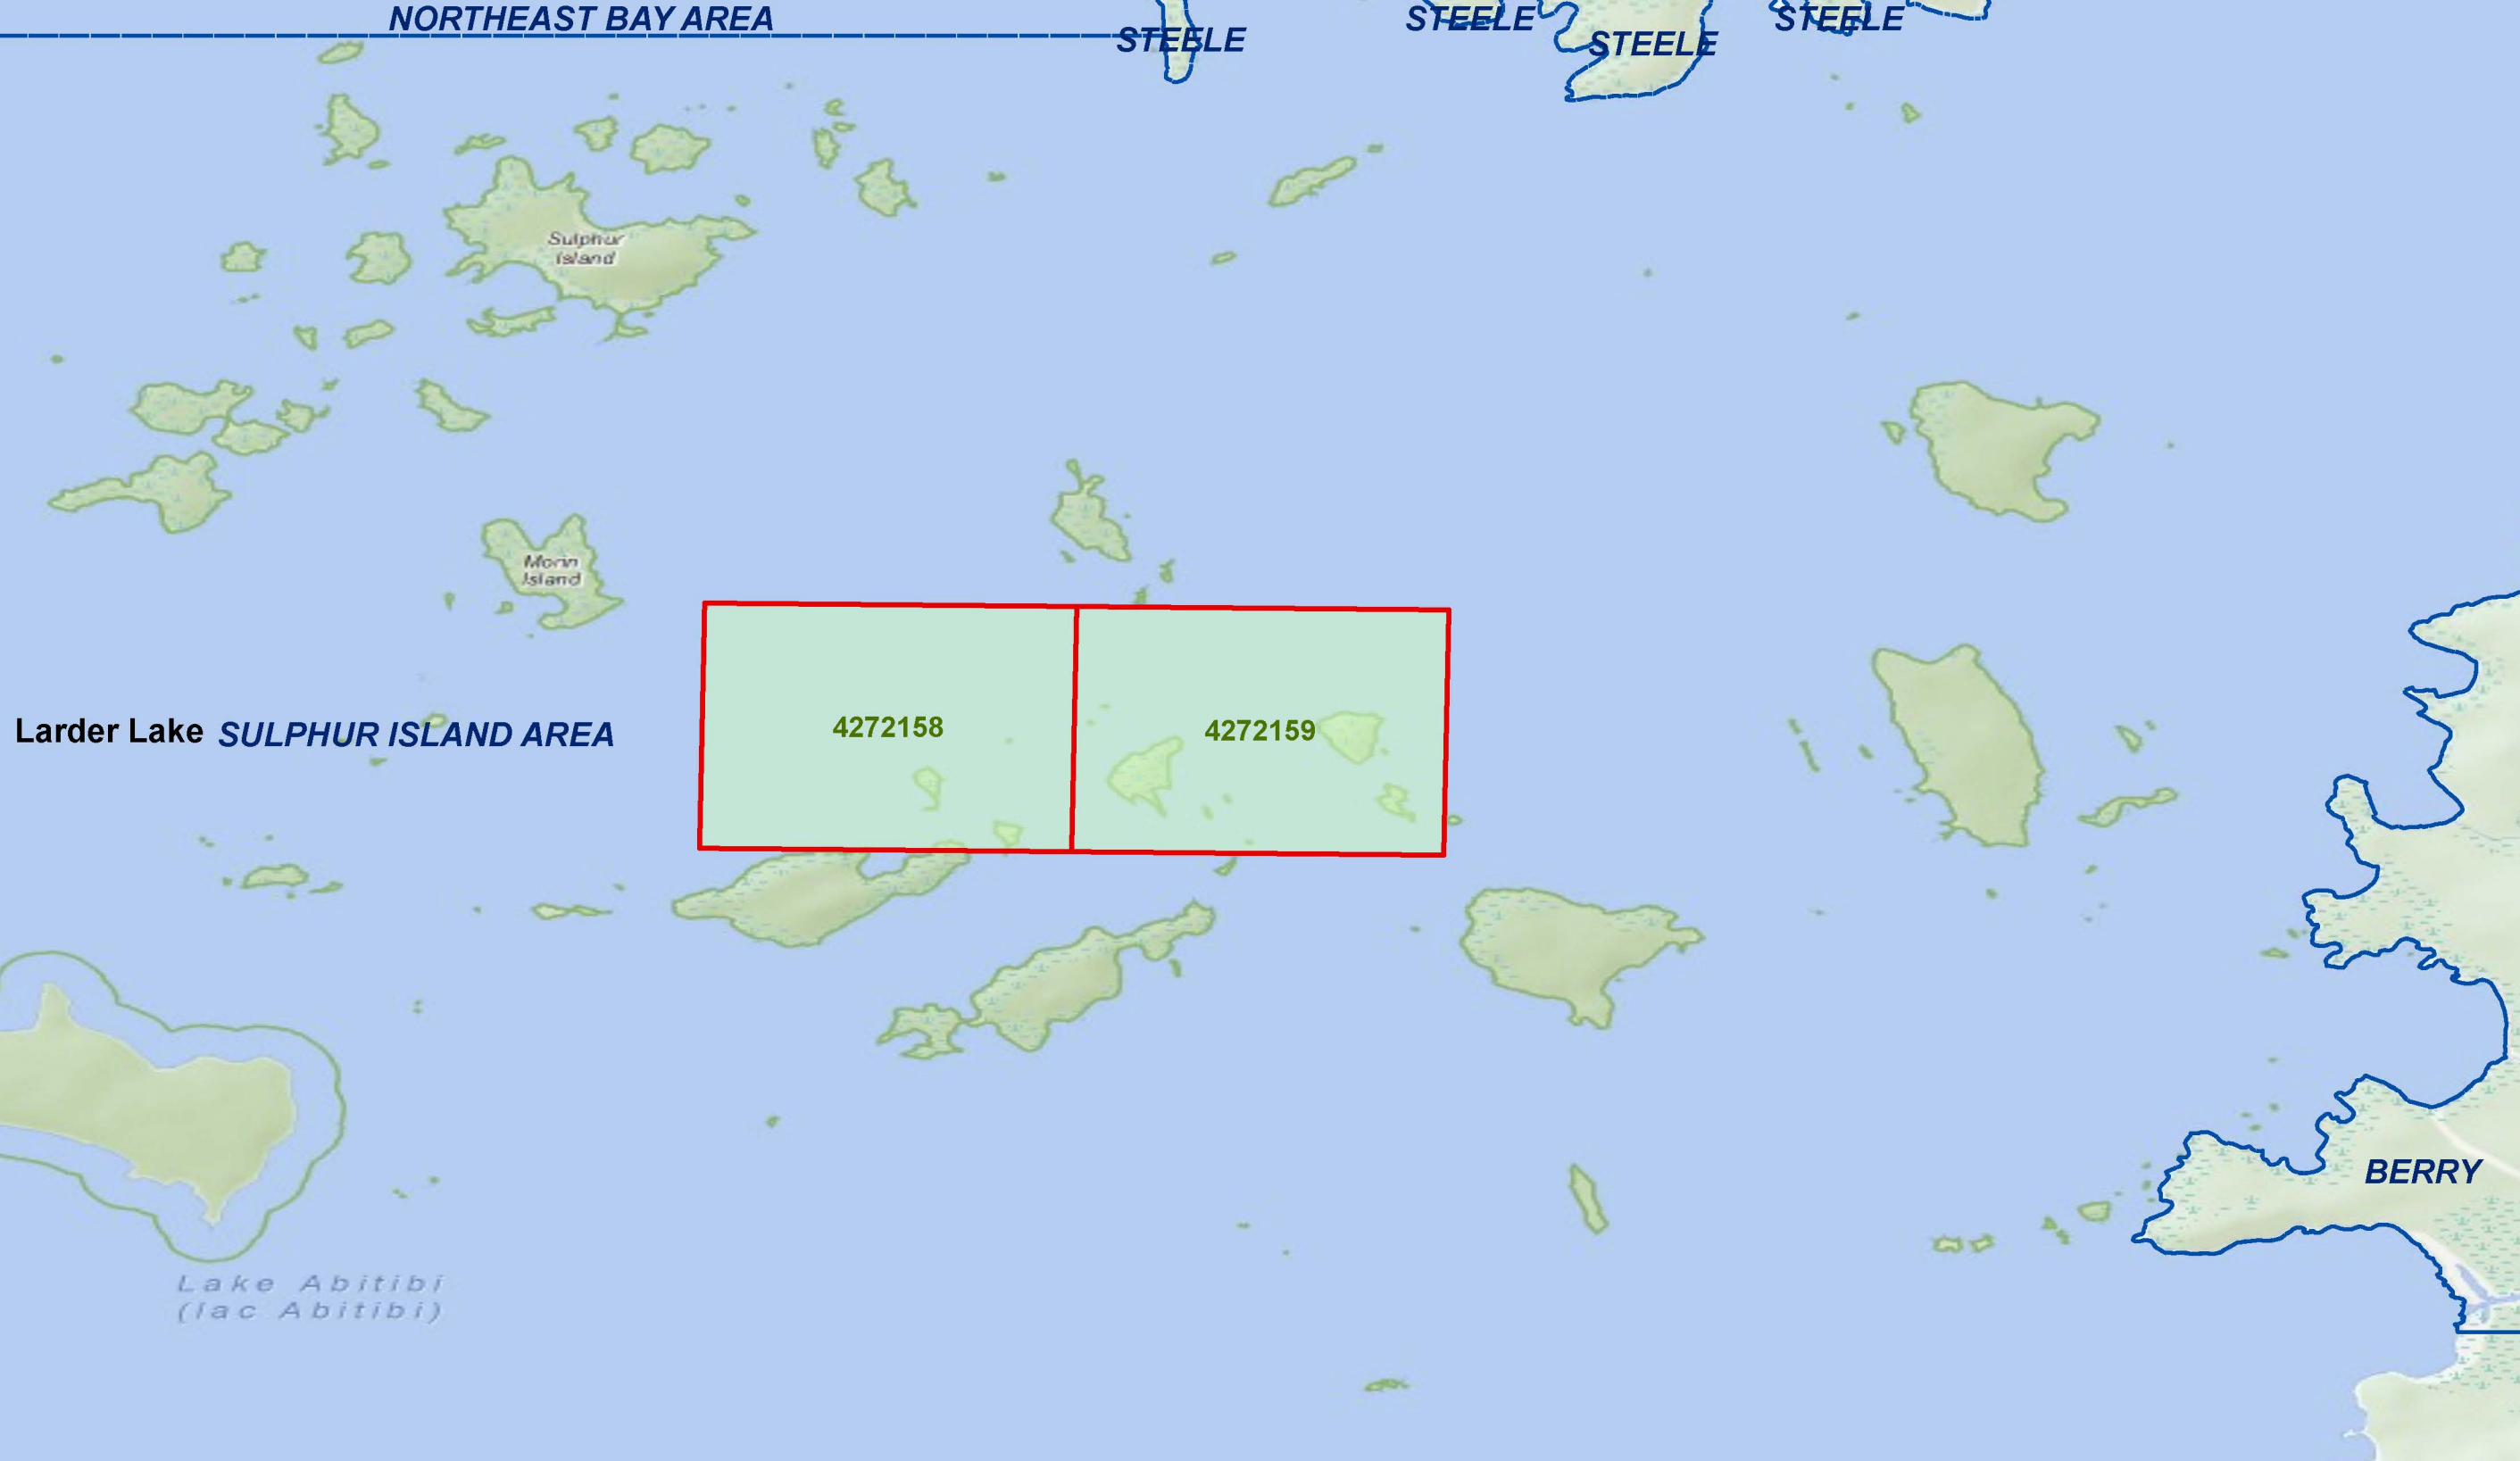 NORTHEAST BAY AREA
STEELE
STEELE
STEELE
STEELE
Sulphur
Island
Morin
Island
4272158
4272159
Larder Lake
SULPHUR ISLAND AREA
BERRY
Lake Abitibi
(lac Abitibi)